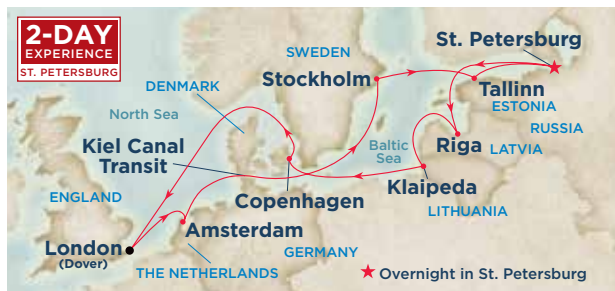 2-DAY
EXPERIENCE
ST. PETERSBURG
SWEDEN
St. Petersburg
Stockholm
DENMARK
Tallinn
ESTONIA
North Sea
RUSSIA
Kiel Canal
Transit
Baltic
Sea
Riga
LATVIA
Klaipeda
ENGLAND
Copenhagen
LITHUANIA
Amsterdam
London
(Dover)
GERMANY
THE NETHERLANDS
Overnight in St. Petersburg